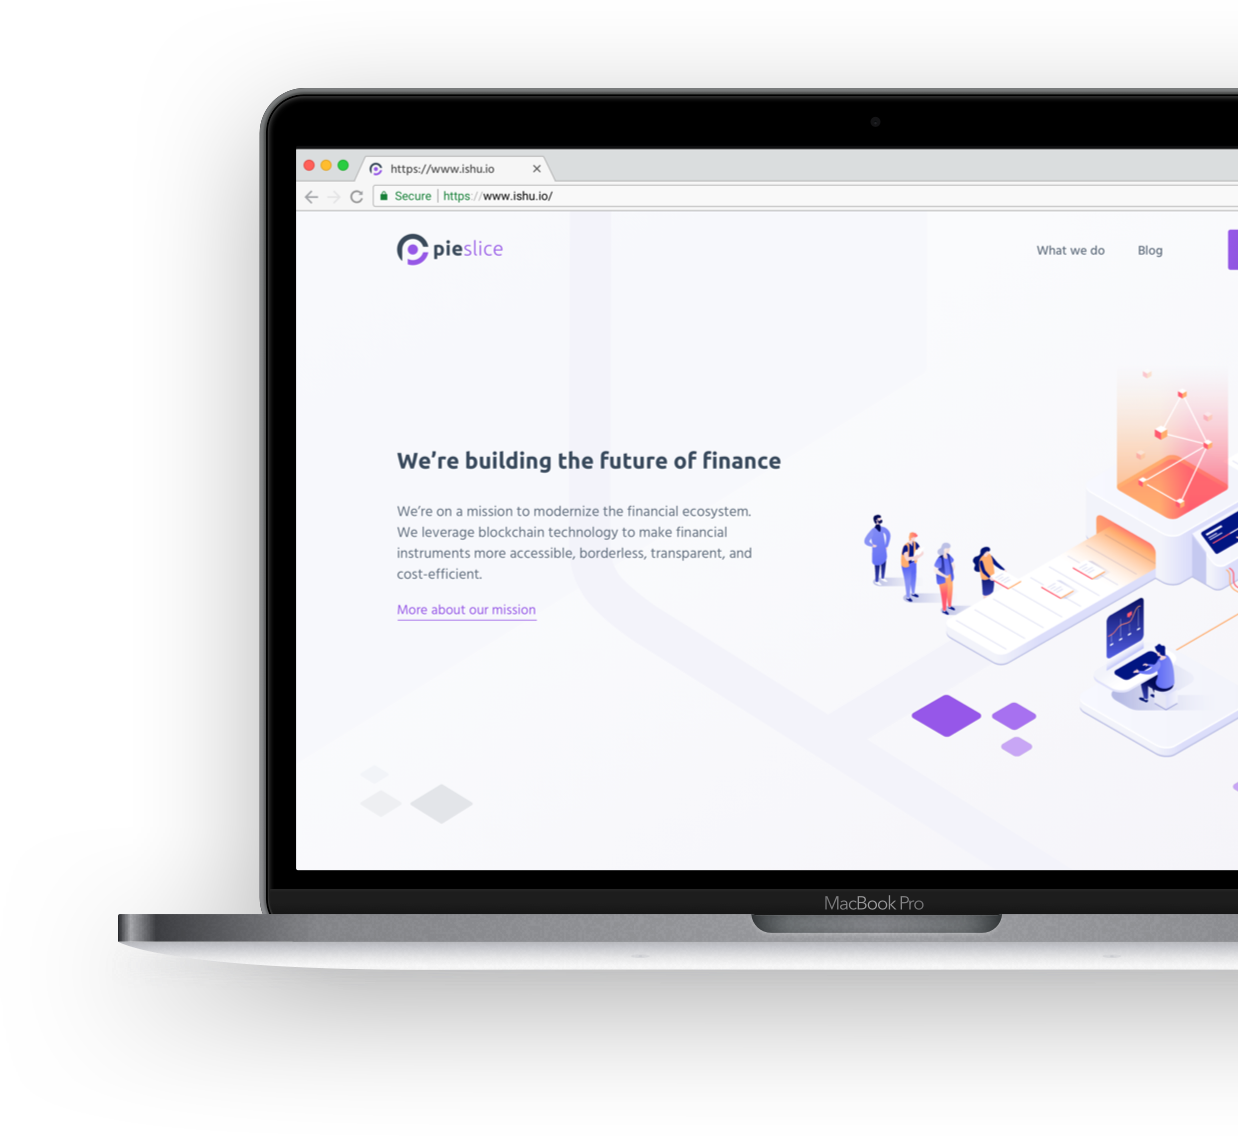 https://www.ishu.io
Secure https://www.ishu.io/
pieslice
What we do
Blog
We’re building the future of finance
We’re on a mission to modernize the financial ecosystem.
We leverage blockchain technology to make financial
instruments more accessible, borderless, transparent, and
cost-efficient.
More about our mission
MacBook Pro